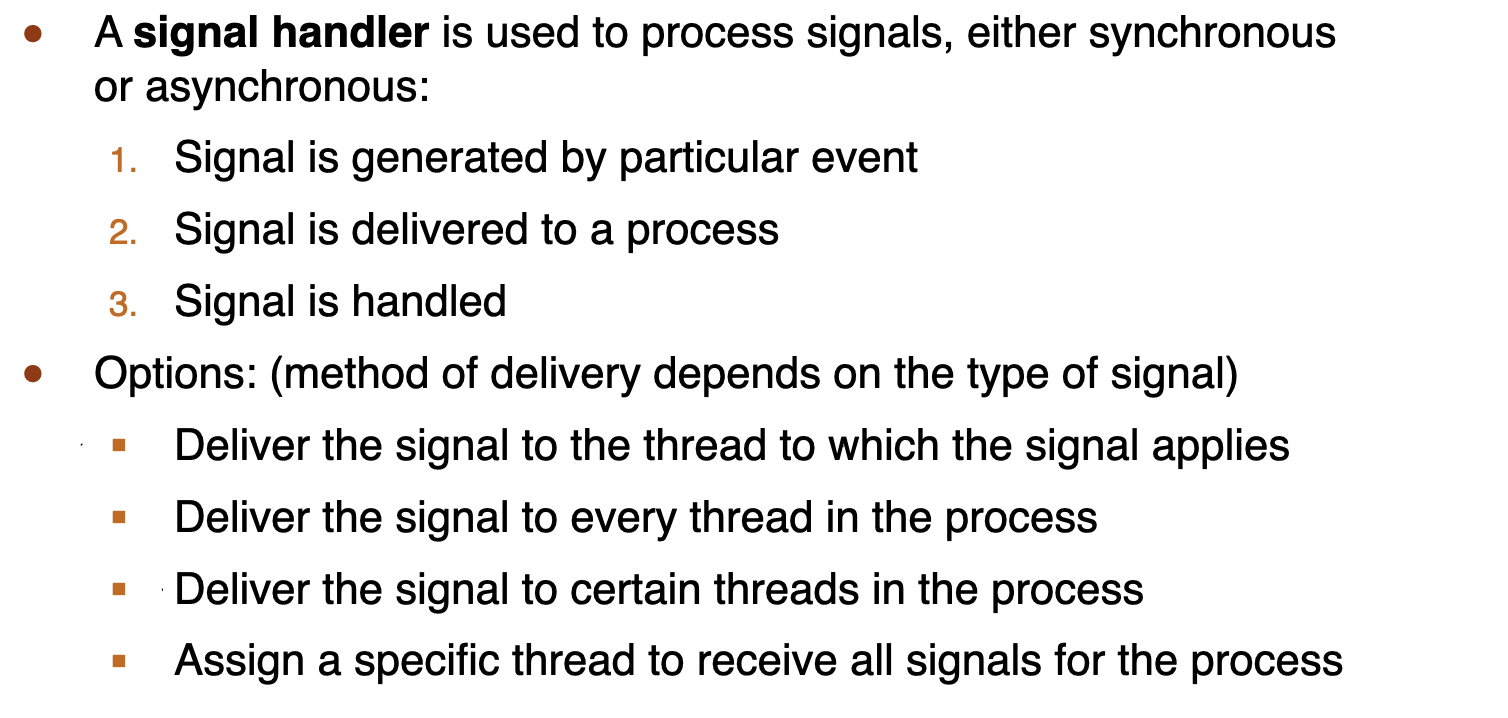 ● A signal handler is used to process signals, either synchronous
or asynchronous:
1. Signal is generated by particular event
2. Signal is delivered to a process
3. Signal is handled
● Options: (method of delivery depends on the type of signal)
▪ Deliver the signal to the thread to which the signal applies
▪ Deliver the signal to every thread in the process
▪ Deliver the signal to certain threads in the process
▪ Assign a specific thread to receive all signals for the process